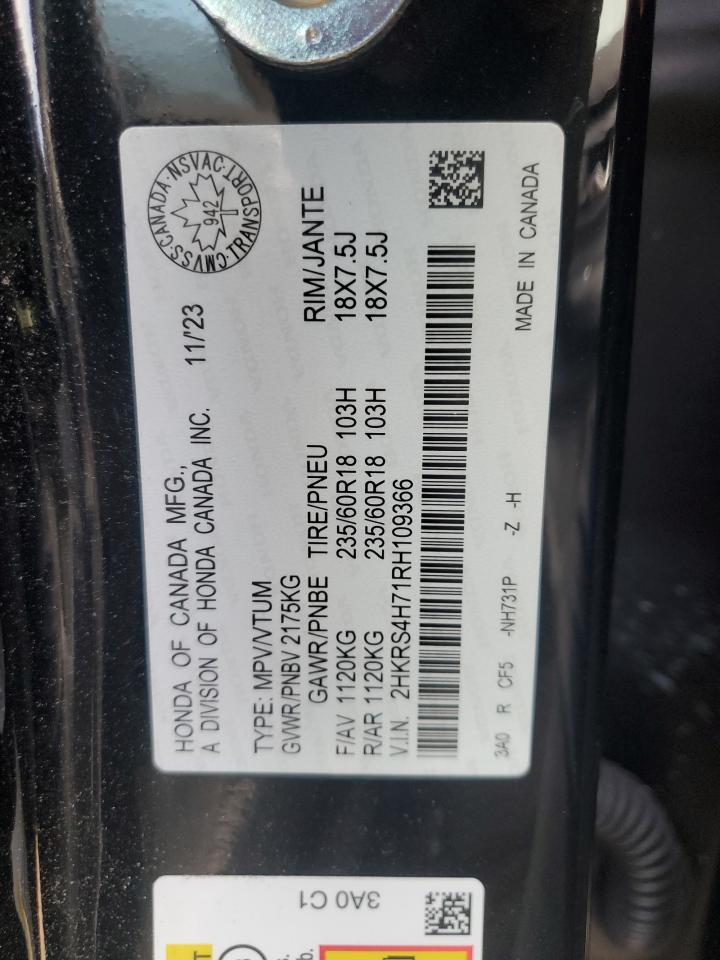 HONDA OF CANADA MFG.,
A DIVISION OF HONDA CANADA INC. 11/'23
CMVSS·CANADA·NSVAC·TRANSPORT
942
TYPE: MPV/VTUM
GVWR/PNBV 2175KG
GAWR/PNBE TIRE/PNEU RIM/JANTE
F/AV 1120KG 235/60R18 103H 18X7.5J
R/AR 1120KG 235/60R18 103H 18X7.5J
V.I.N. 2HKRS4H71RH109366
MADE IN CANADA
3A0 R CF5 -NH731P -Z -H
3A0 C1